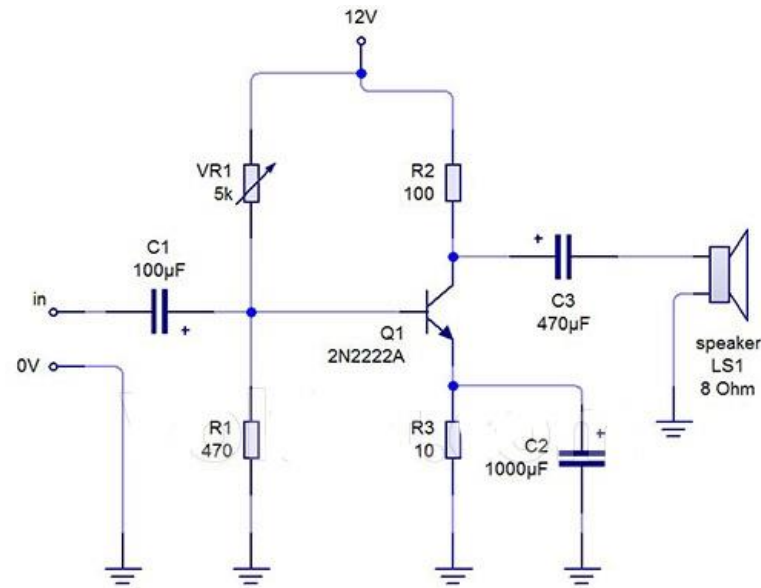 12V
VR1
5k
R2
100
C1
100µF
+
in
+
C3
470µF
Q1
2N2222A
0V
speaker
LS1
8 Ohm
R1
470
R3
10
C2
1000µF
+